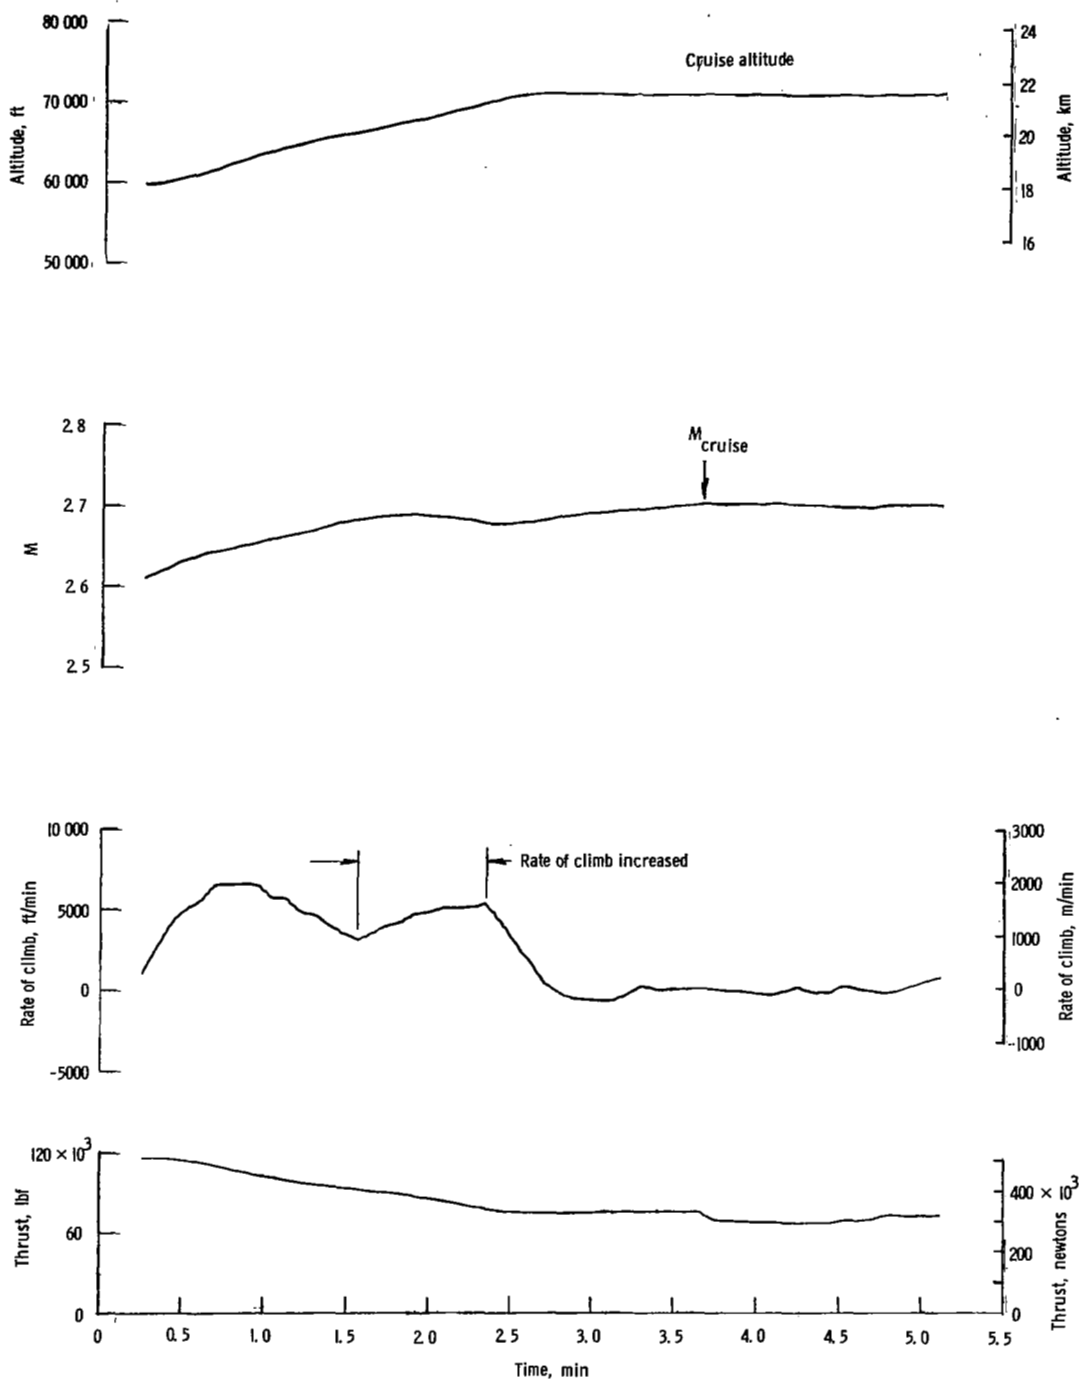 80 000
70 000
60 000
50 000
Altitude, ft
Cruise altitude
24
22
20
18
16
Altitude, km
2.8
2.7
2.6
2.5
M
M cruise
10 000
5000
0
-5000
Rate of climb, ft/min
Rate of climb increased
3000
2000
1000
0
-1000
Rate of climb, m/min
120 × 10³
60
0
Thrust, lbf
400 × 10³
200
0
Thrust, newtons
0 0.5 1.0 1.5 2.0 2.5 3.0 3.5 4.0 4.5 5.0 5.5
Time, min